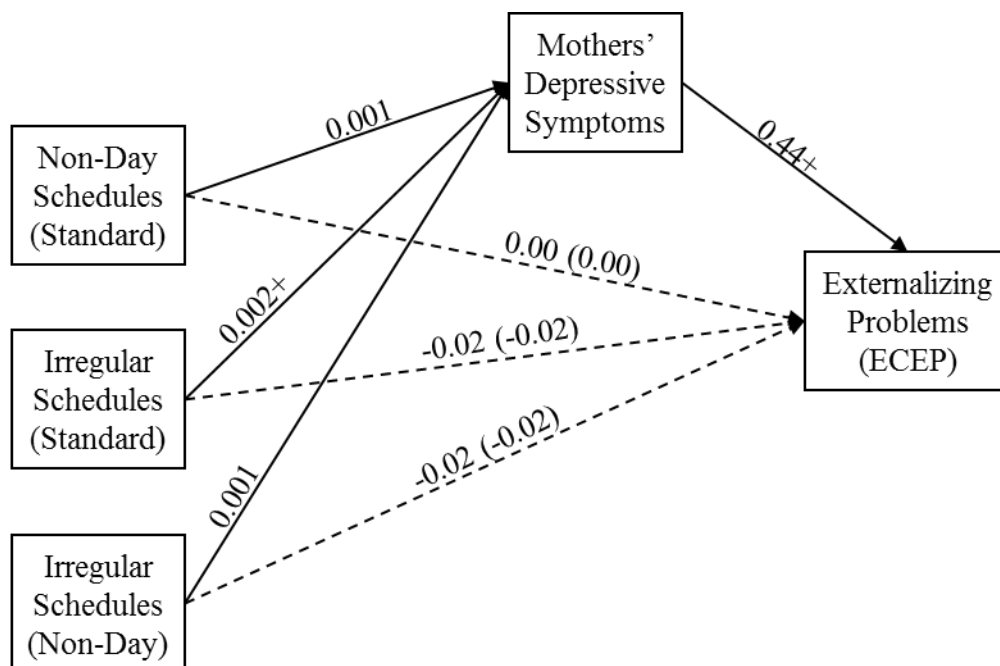 Mothers’
Depressive
Symptoms
0.001
0.44+
Non-Day
Schedules
(Standard)
0.00 (0.00)
Externalizing
Problems
(ECEP)
0.002+
-0.02 (-0.02)
Irregular
Schedules
(Standard)
-0.02 (-0.02)
0.001
Irregular
Schedules
(Non-Day)